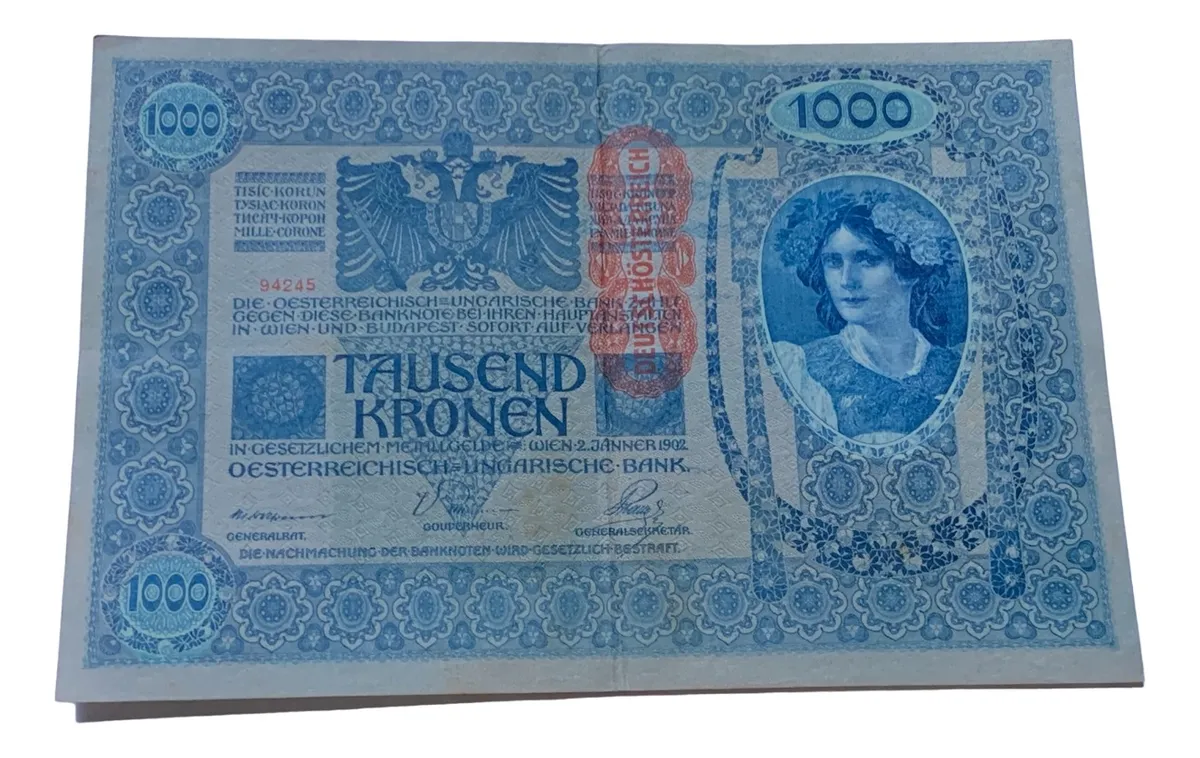 1000
1000
TISÍC·KORUN
TYSIĄC·KORON
ТИСЯЧ·КОРОН
MILLE·CORONE
94245
DEUTSCHÖSTERREICH
DIE·OESTERREICHISCH=UNGARISCHE·BANK ZAHLT
GEGEN DIESE·BANKNOTE·BEI·IHREN·HAUPTANSTALTEN
IN·WIEN·UND·BUDAPEST·SOFORT·AUF·VERLANGEN
TAUSEND
KRONEN
IN·GESETZLICHEM·METALLGELDE WIEN·2·JÄNNER·1902
OESTERREICHISCH=UNGARISCHE·BANK.
GENERALRAT.
GOUVERNEUR.
GENERALSEKRETÄR.
DIE·NACHMACHUNG·DER·BANKNOTEN·WIRD·GESETZLICH·BESTRAFT.
1000